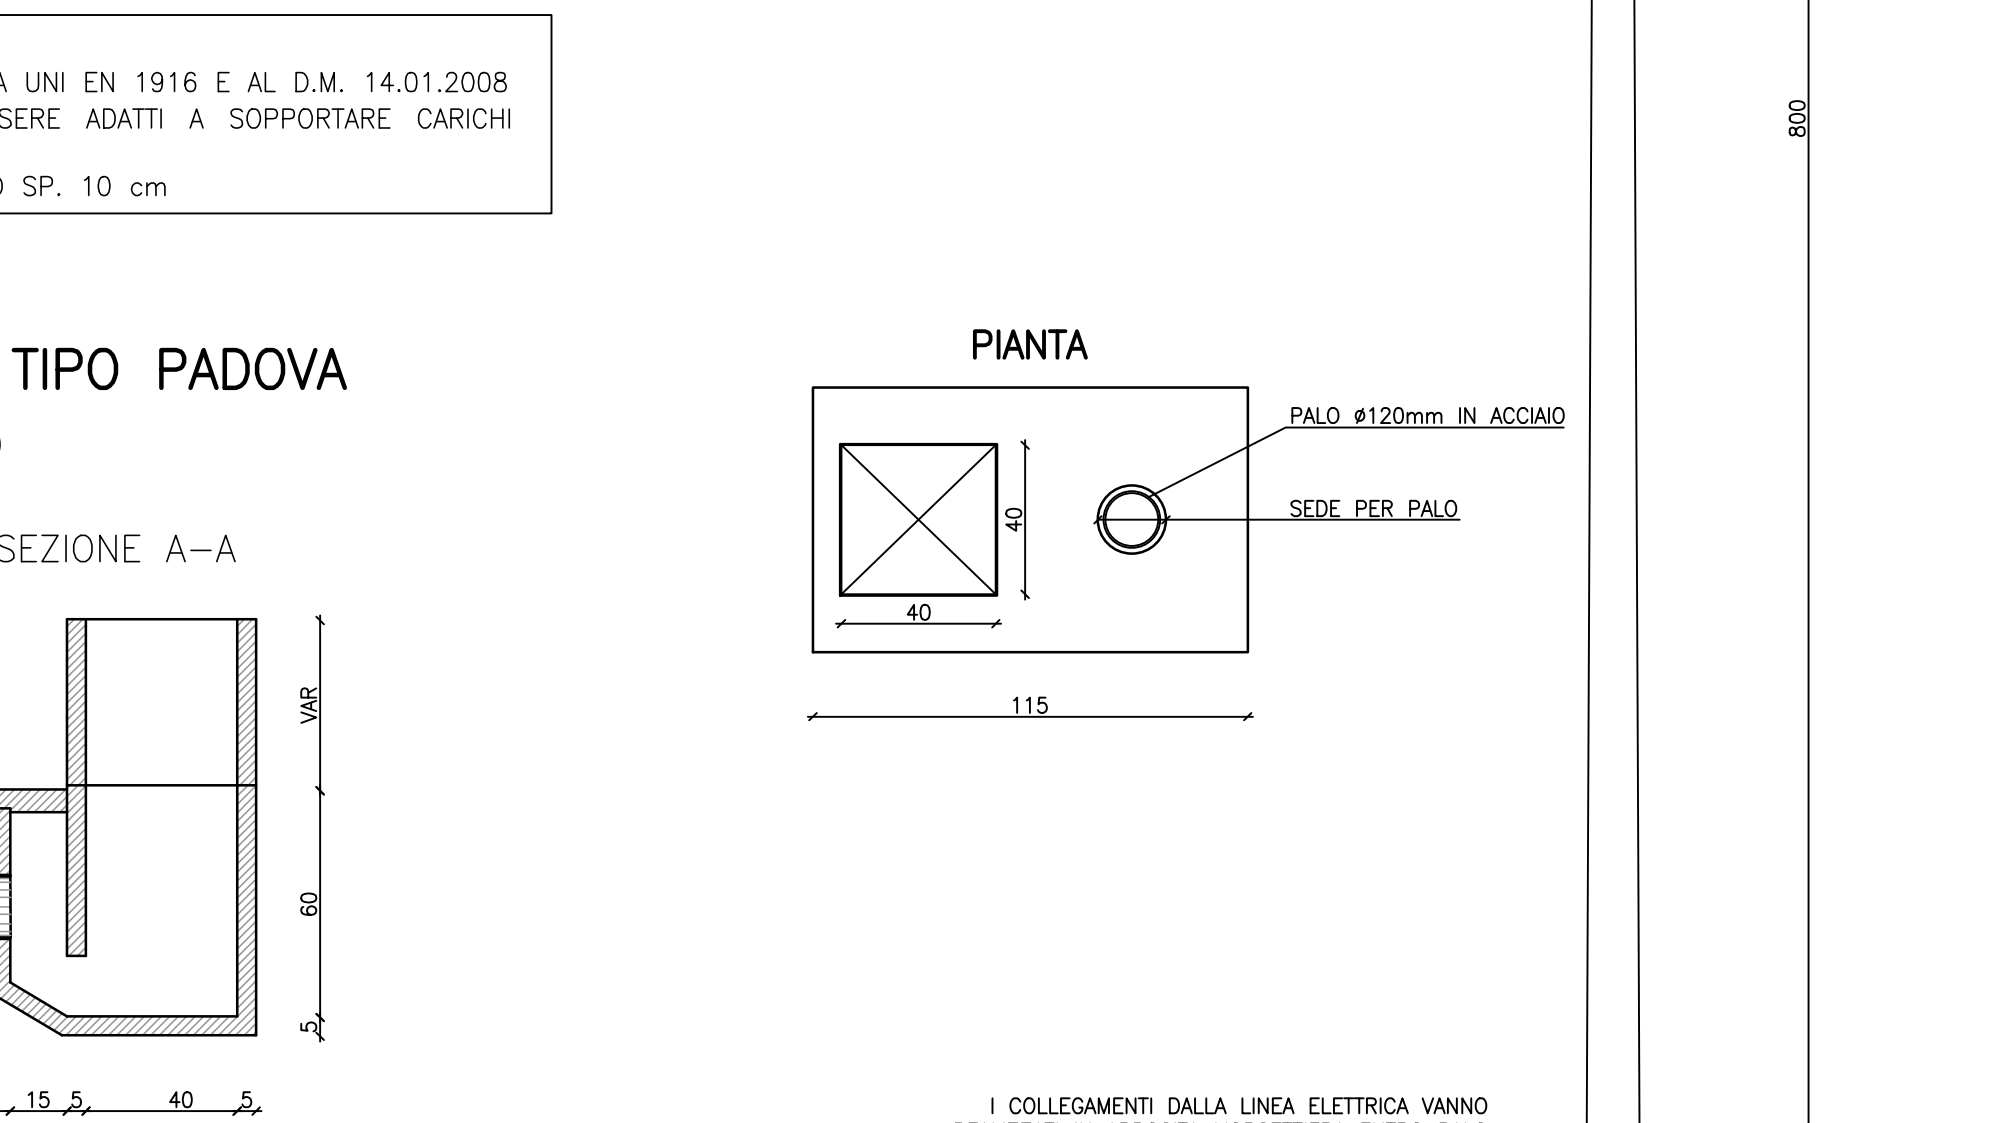 A UNI EN 1916 E AL D.M. 14.01.2008
SERE ADATTI A SOPPORTARE CARICHI
SP. 10 cm
TIPO PADOVA
SEZIONE A-A
VAR
60
5
15 5 40 5
PIANTA
PALO ø120mm IN ACCIAIO
SEDE PER PALO
40
40
115
800
I COLLEGAMENTI DALLA LINEA ELETTRICA VANNO